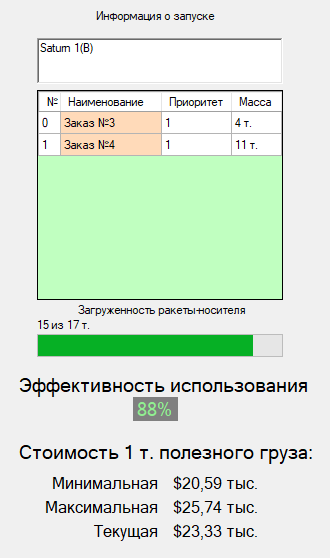 Информация о запуске
Saturn 1(B)
№ Наименование Приоритет Масса
0 Заказ №3 1 4 т.
1 Заказ №4 1 11 т.
Загруженность ракеты-носителя
15 из 17 т.
Эффективность использования
88%
Стоимость 1 т. полезного груза:
Минимальная $20,59 тыс.
Максимальная $25,74 тыс.
Текущая $23,33 тыс.